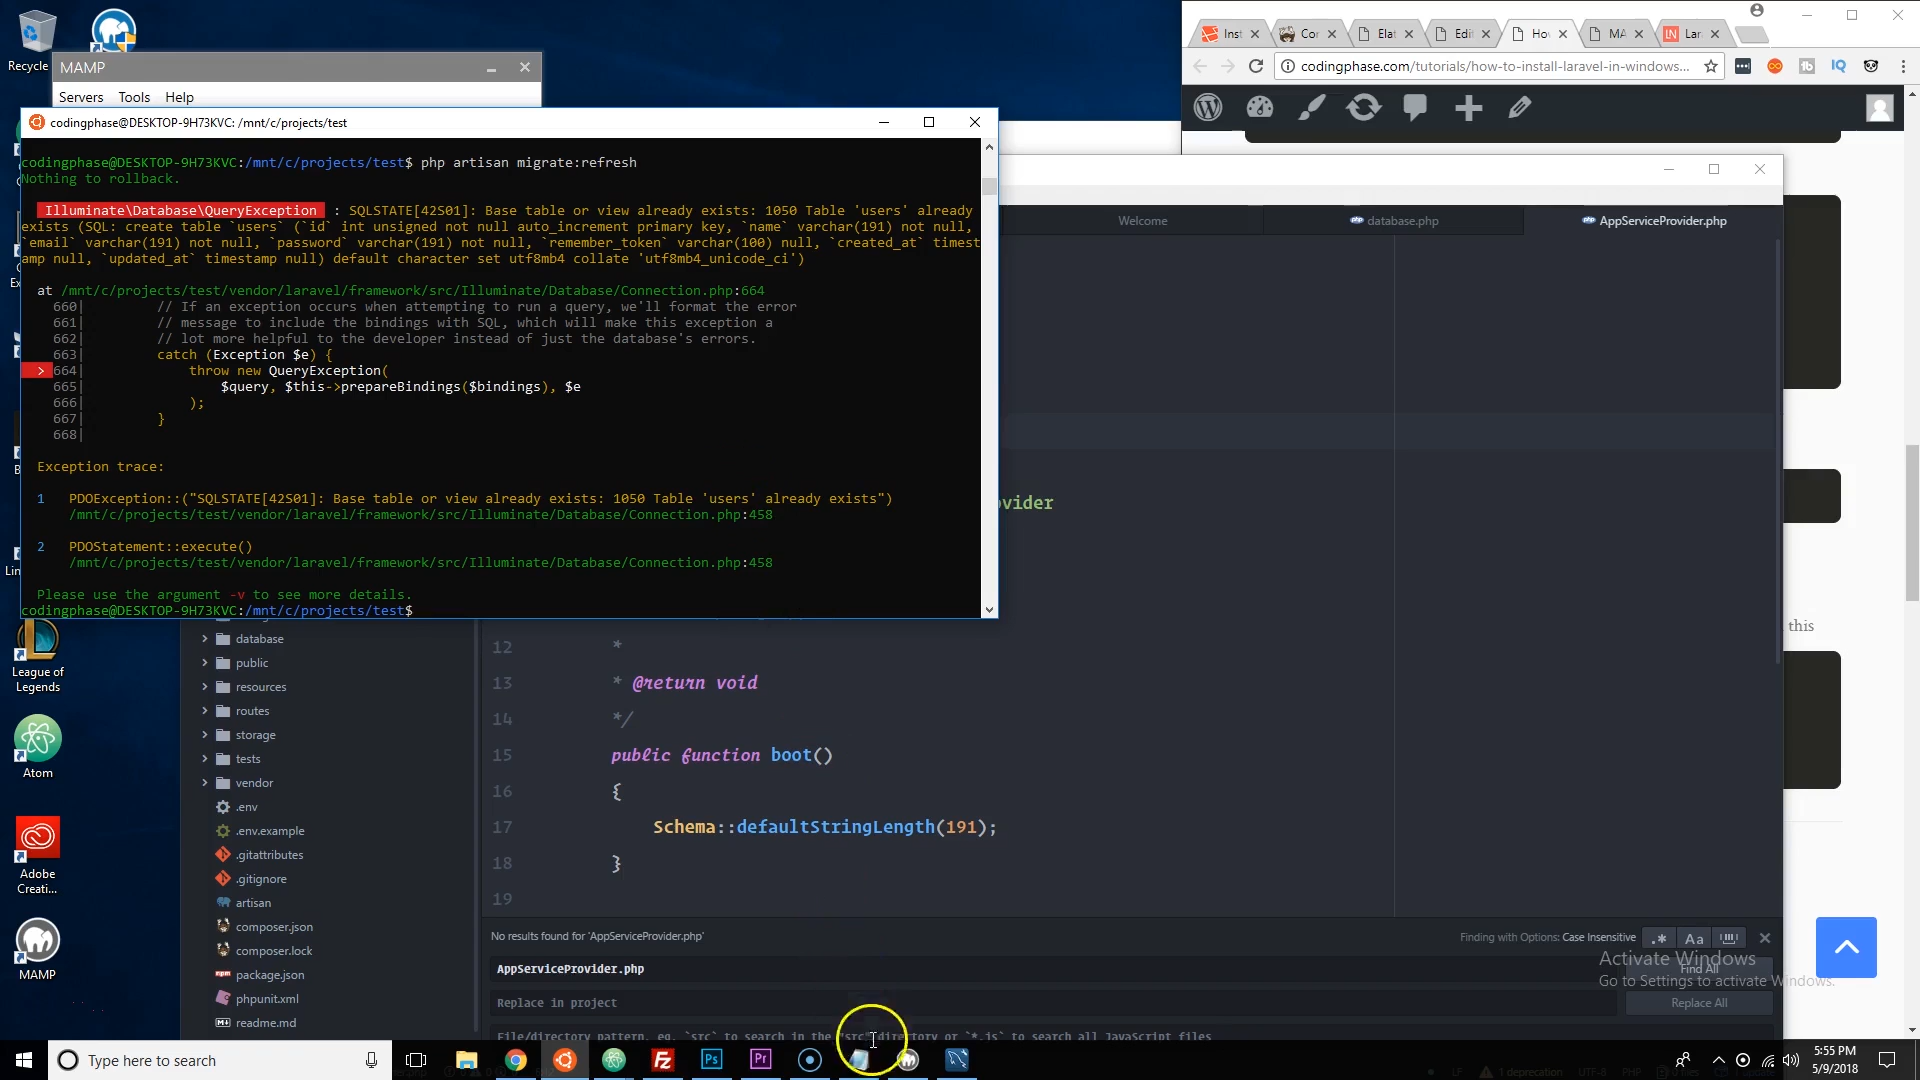 Recycle
MAMP
Servers Tools Help
codingphase@DESKTOP-9H73KVC: /mnt/c/projects/test
codingphase@DESKTOP-9H73KVC:/mnt/c/projects/test$ php artisan migrate:refresh
Nothing to rollback.
Illuminate\Database\QueryException : SQLSTATE[42S01]: Base table or view already exists: 1050 Table 'users' already
exists (SQL: create table `users` (`id` int unsigned not null auto_increment primary key, `name` varchar(191) not null,
`email` varchar(191) not null, `password` varchar(191) not null, `remember_token` varchar(100) null, `created_at` timest
amp null, `updated_at` timestamp null) default character set utf8mb4 collate 'utf8mb4_unicode_ci')
at /mnt/c/projects/test/vendor/laravel/framework/src/Illuminate/Database/Connection.php:664
660| // If an exception occurs when attempting to run a query, we'll format the error
661| // message to include the bindings with SQL, which will make this exception a
662| // lot more helpful to the developer instead of just the database's errors.
663| catch (Exception $e) {
> 664| throw new QueryException(
665| $query, $this->prepareBindings($bindings), $e
666| );
667| }
668|
Exception trace:
1 PDOException::("SQLSTATE[42S01]: Base table or view already exists: 1050 Table 'users' already exists")
/mnt/c/projects/test/vendor/laravel/framework/src/Illuminate/Database/Connection.php:458
2 PDOStatement::execute()
/mnt/c/projects/test/vendor/laravel/framework/src/Illuminate/Database/Connection.php:458
Please use the argument -v to see more details.
codingphase@DESKTOP-9H73KVC:/mnt/c/projects/test$
Inst Cor Elat Edit Hov MA Lara
codingphase.com/tutorials/how-to-install-laravel-in-windows...
Welcome database.php AppServiceProvider.php
ovider
this
League of
Legends
Atom
Adobe
Creati...
MAMP
database
public
resources
routes
storage
tests
vendor
.env
.env.example
.gitattributes
.gitignore
artisan
composer.json
composer.lock
package.json
phpunit.xml
readme.md
12 *
13 * @return void
14 */
15 public function boot()
16 {
17 Schema::defaultStringLength(191);
18 }
19
No results found for 'AppServiceProvider.php'
Finding with Options: Case Insensitive
.* Aa
AppServiceProvider.php
Find All
Replace in project
Replace All
File/directory pattern, eg. `src` to search in the "src" directory or `*.js` to search all JavaScript files
Activate Windows
Go to Settings to activate Windows.
LF 1 deprecation UTF-8 PHP
Type here to search
Ps Pr
5:55 PM
5/9/2018